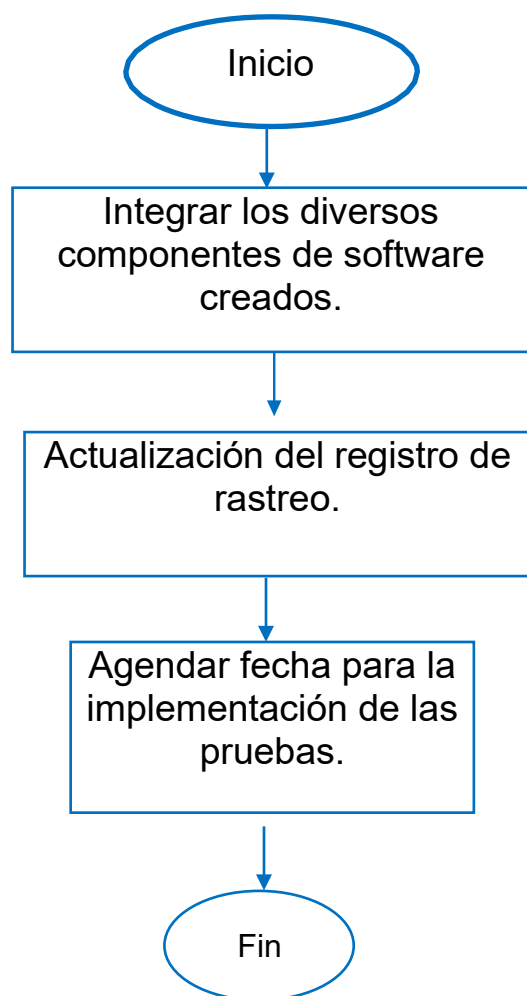 Inicio
Integrar los diversos
componentes de software
creados.
Actualización del registro de
rastreo.
Agendar fecha para la
implementación de las
pruebas.
Fin